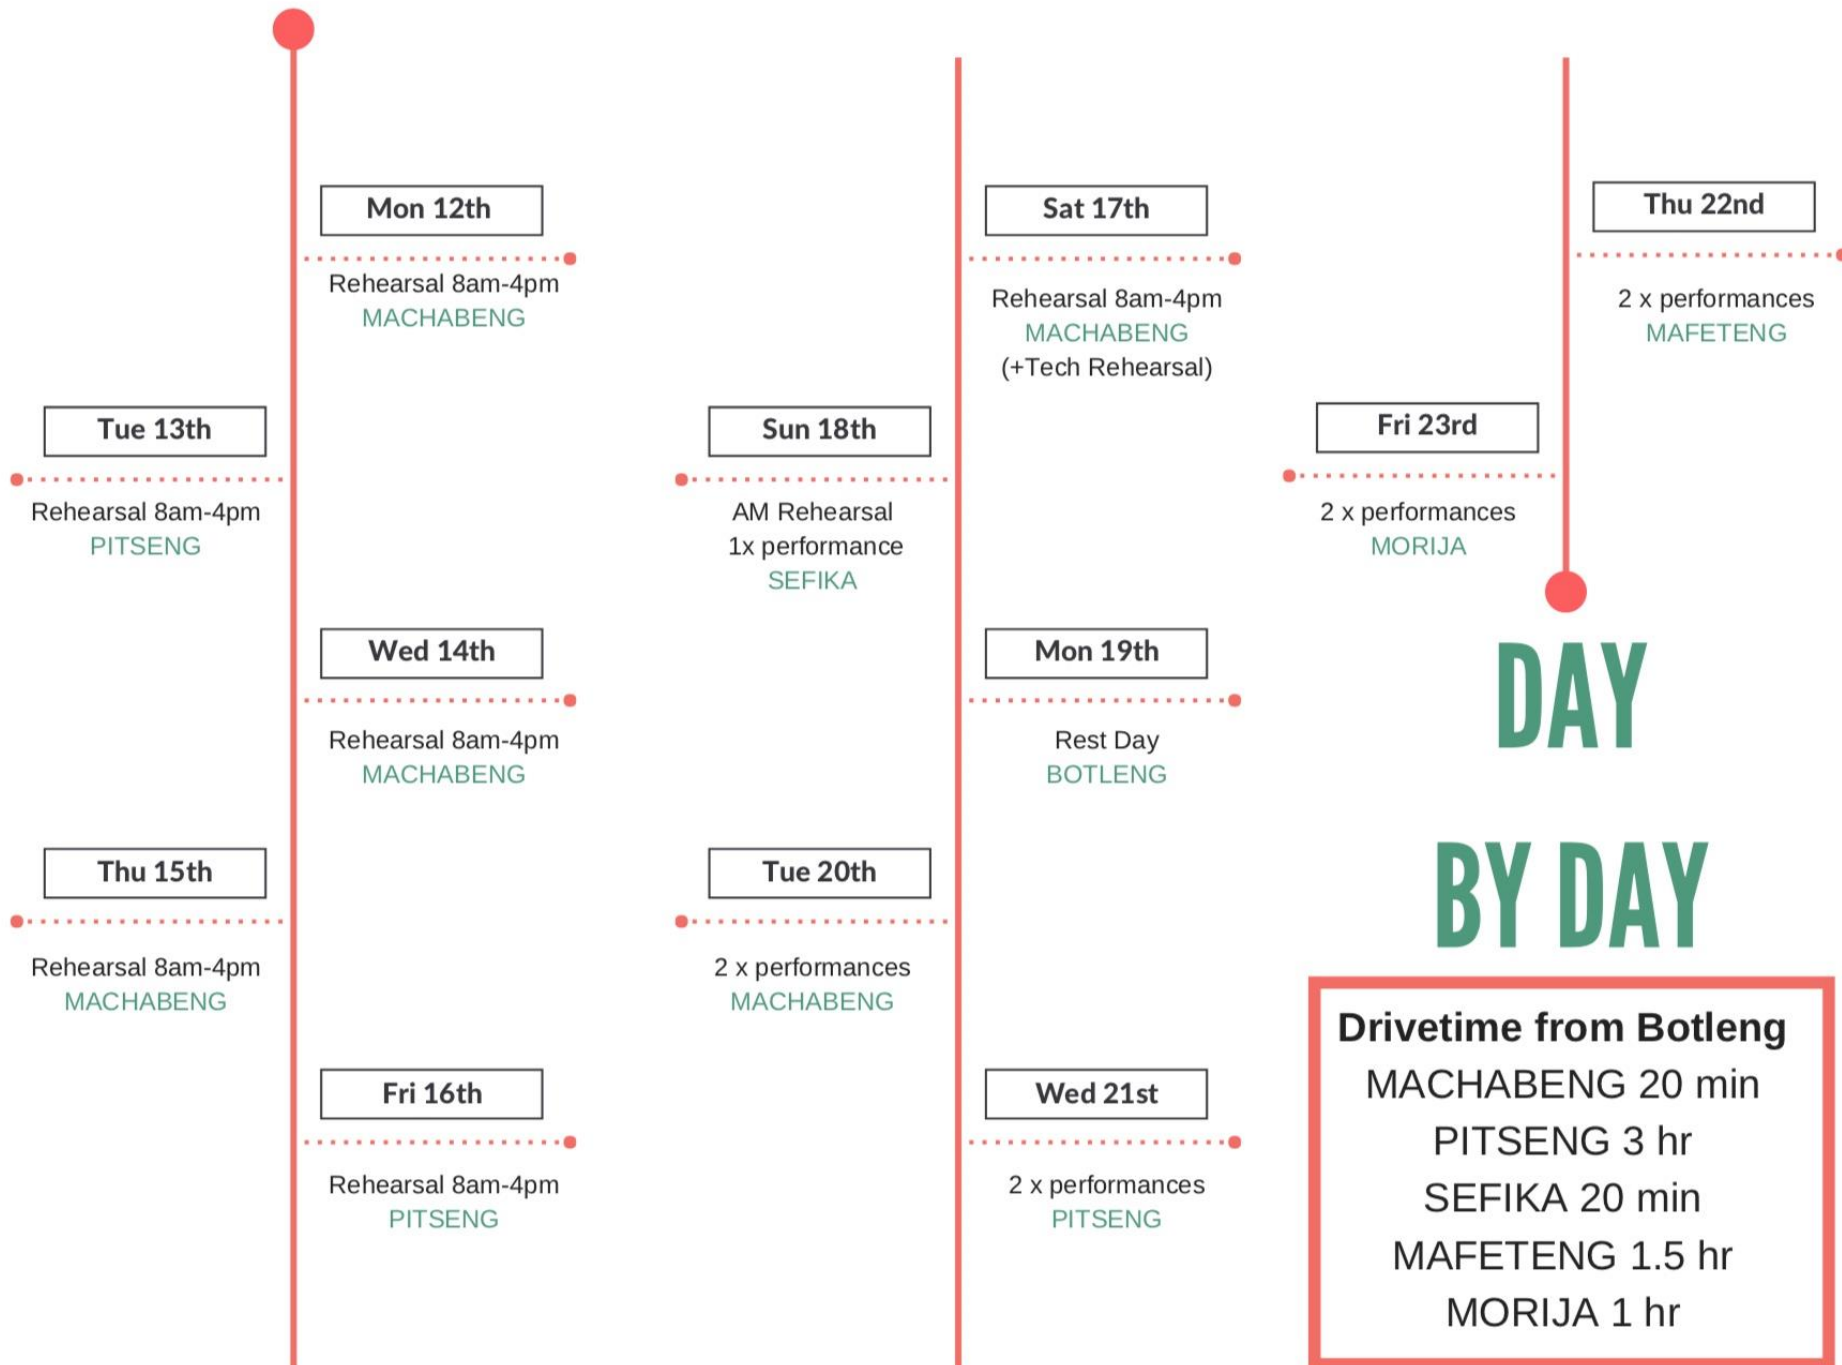 Mon 12th
Rehearsal 8am-4pm
MACHABENG
Tue 13th
Rehearsal 8am-4pm
PITSENG
Wed 14th
Rehearsal 8am-4pm
MACHABENG
Thu 15th
Rehearsal 8am-4pm
MACHABENG
Fri 16th
Rehearsal 8am-4pm
PITSENG
Sat 17th
Rehearsal 8am-4pm
MACHABENG
(+Tech Rehearsal)
Sun 18th
AM Rehearsal
1x performance
SEFIKA
Mon 19th
Rest Day
BOTLENG
Tue 20th
2 x performances
MACHABENG
Wed 21st
2 x performances
PITSENG
Thu 22nd
2 x performances
MAFETENG
Fri 23rd
2 x performances
MORIJA
DAY
BY DAY
Drivetime from Botleng
MACHABENG 20 min
PITSENG 3 hr
SEFIKA 20 min
MAFETENG 1.5 hr
MORIJA 1 hr